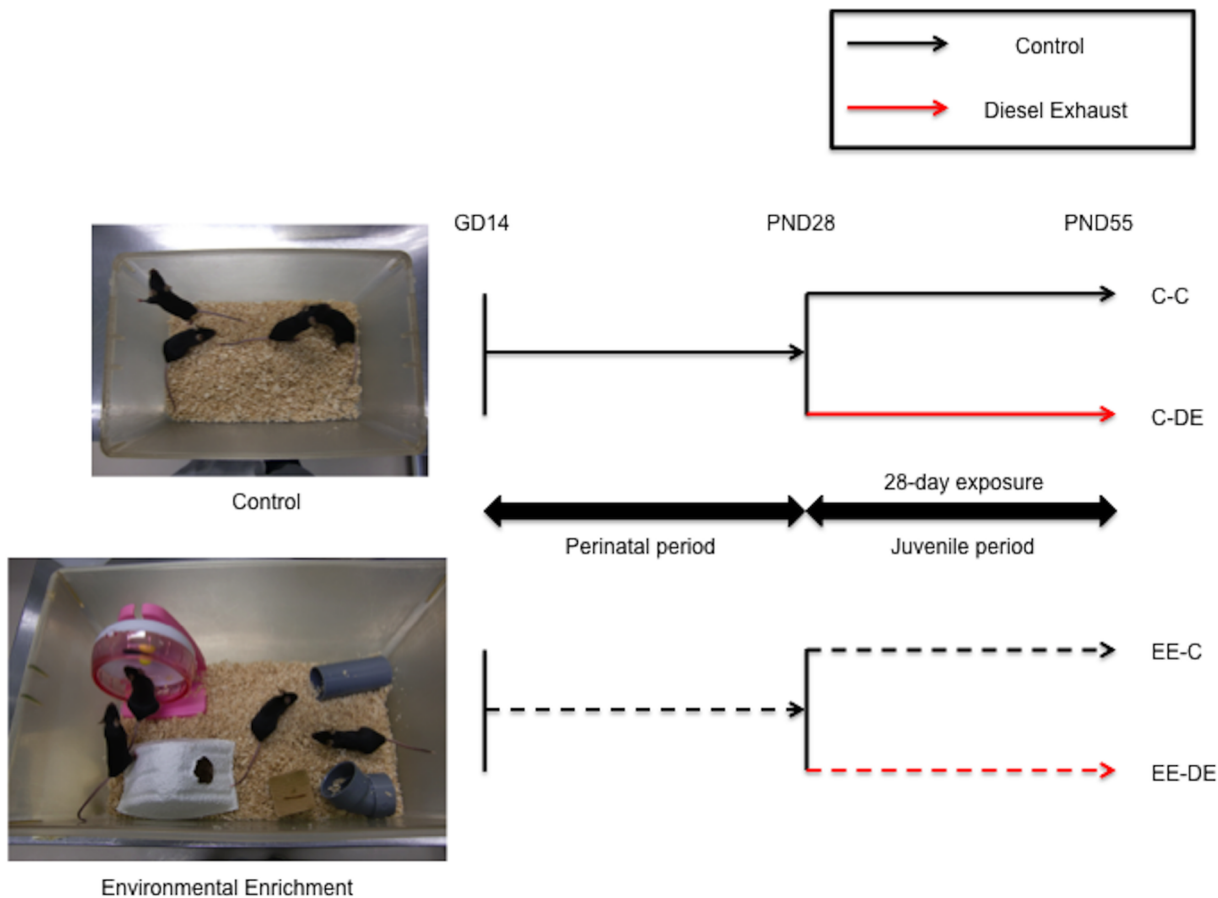 Control
Diesel Exhaust
GD14
PND28
PND55
C-C
C-DE
Control
28-day exposure
Perinatal period
Juvenile period
EE-C
EE-DE
Environmental Enrichment